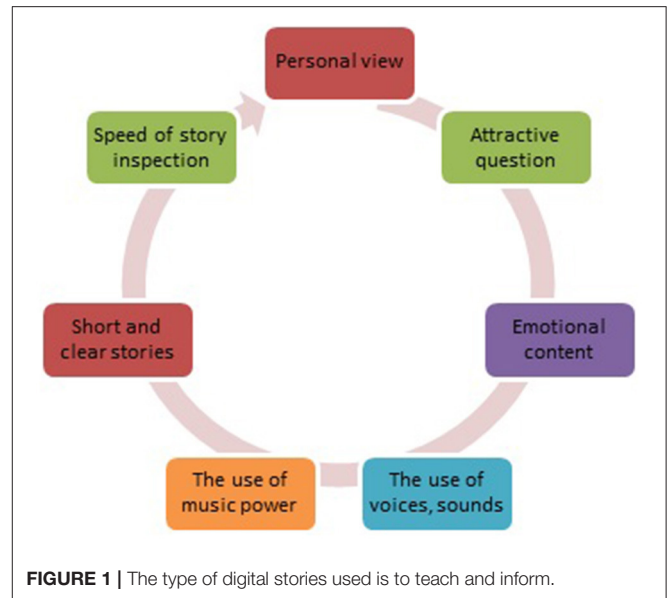 Personal view
Attractive
question
Emotional
content
The use of
voices, sounds
The use of
music power
Short and
clear stories
Speed of story
inspection
FIGURE 1 | The type of digital stories used is to teach and inform.